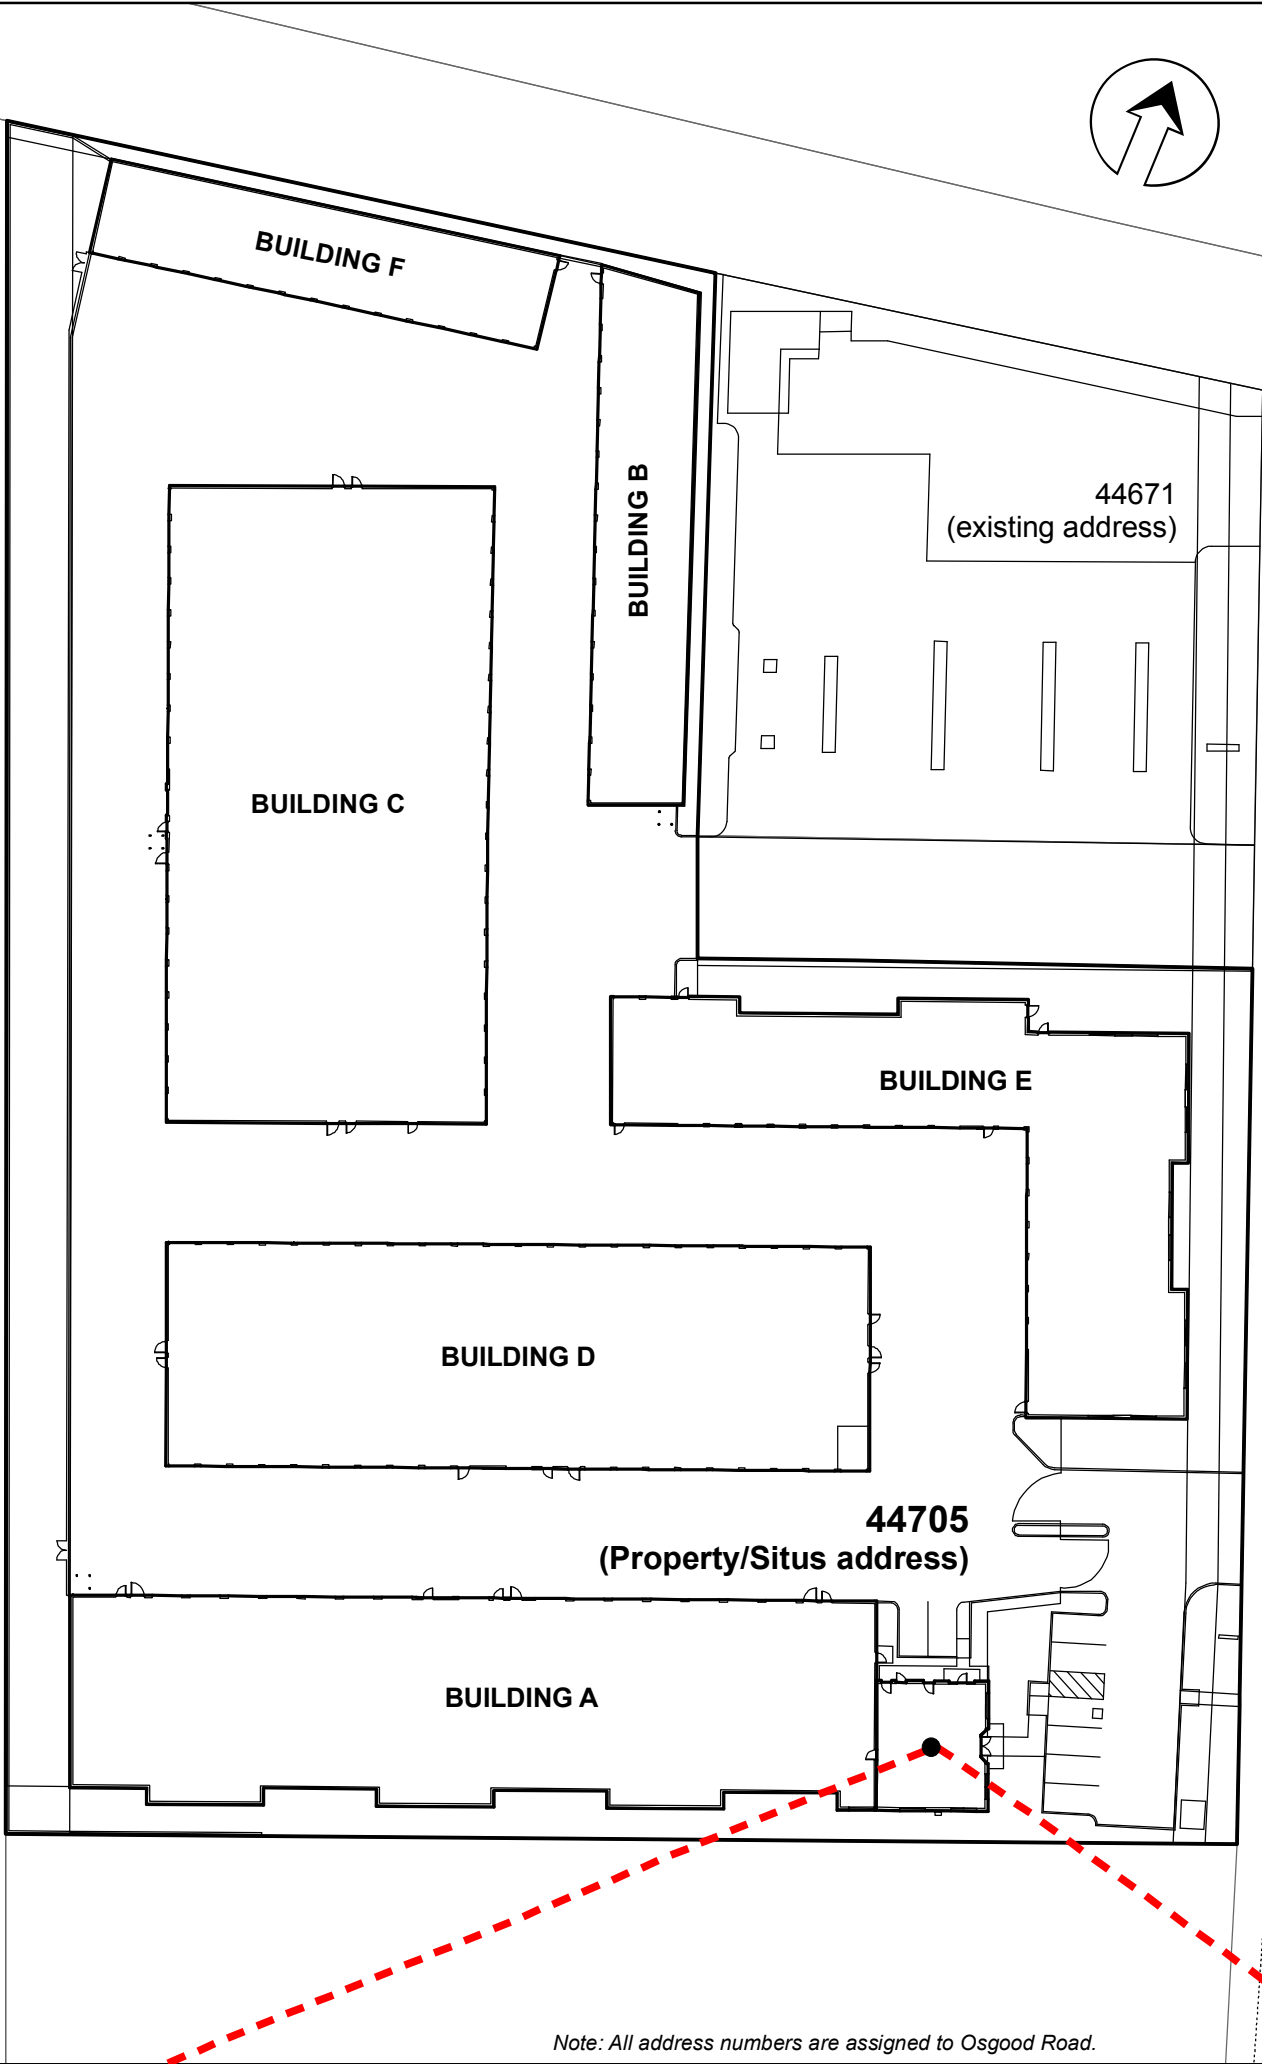 BUILDING F
BUILDING B
44671
(existing address)
BUILDING C
BUILDING E
BUILDING D
44705
(Property/Situs address)
BUILDING A
Note: All address numbers are assigned to Osgood Road.